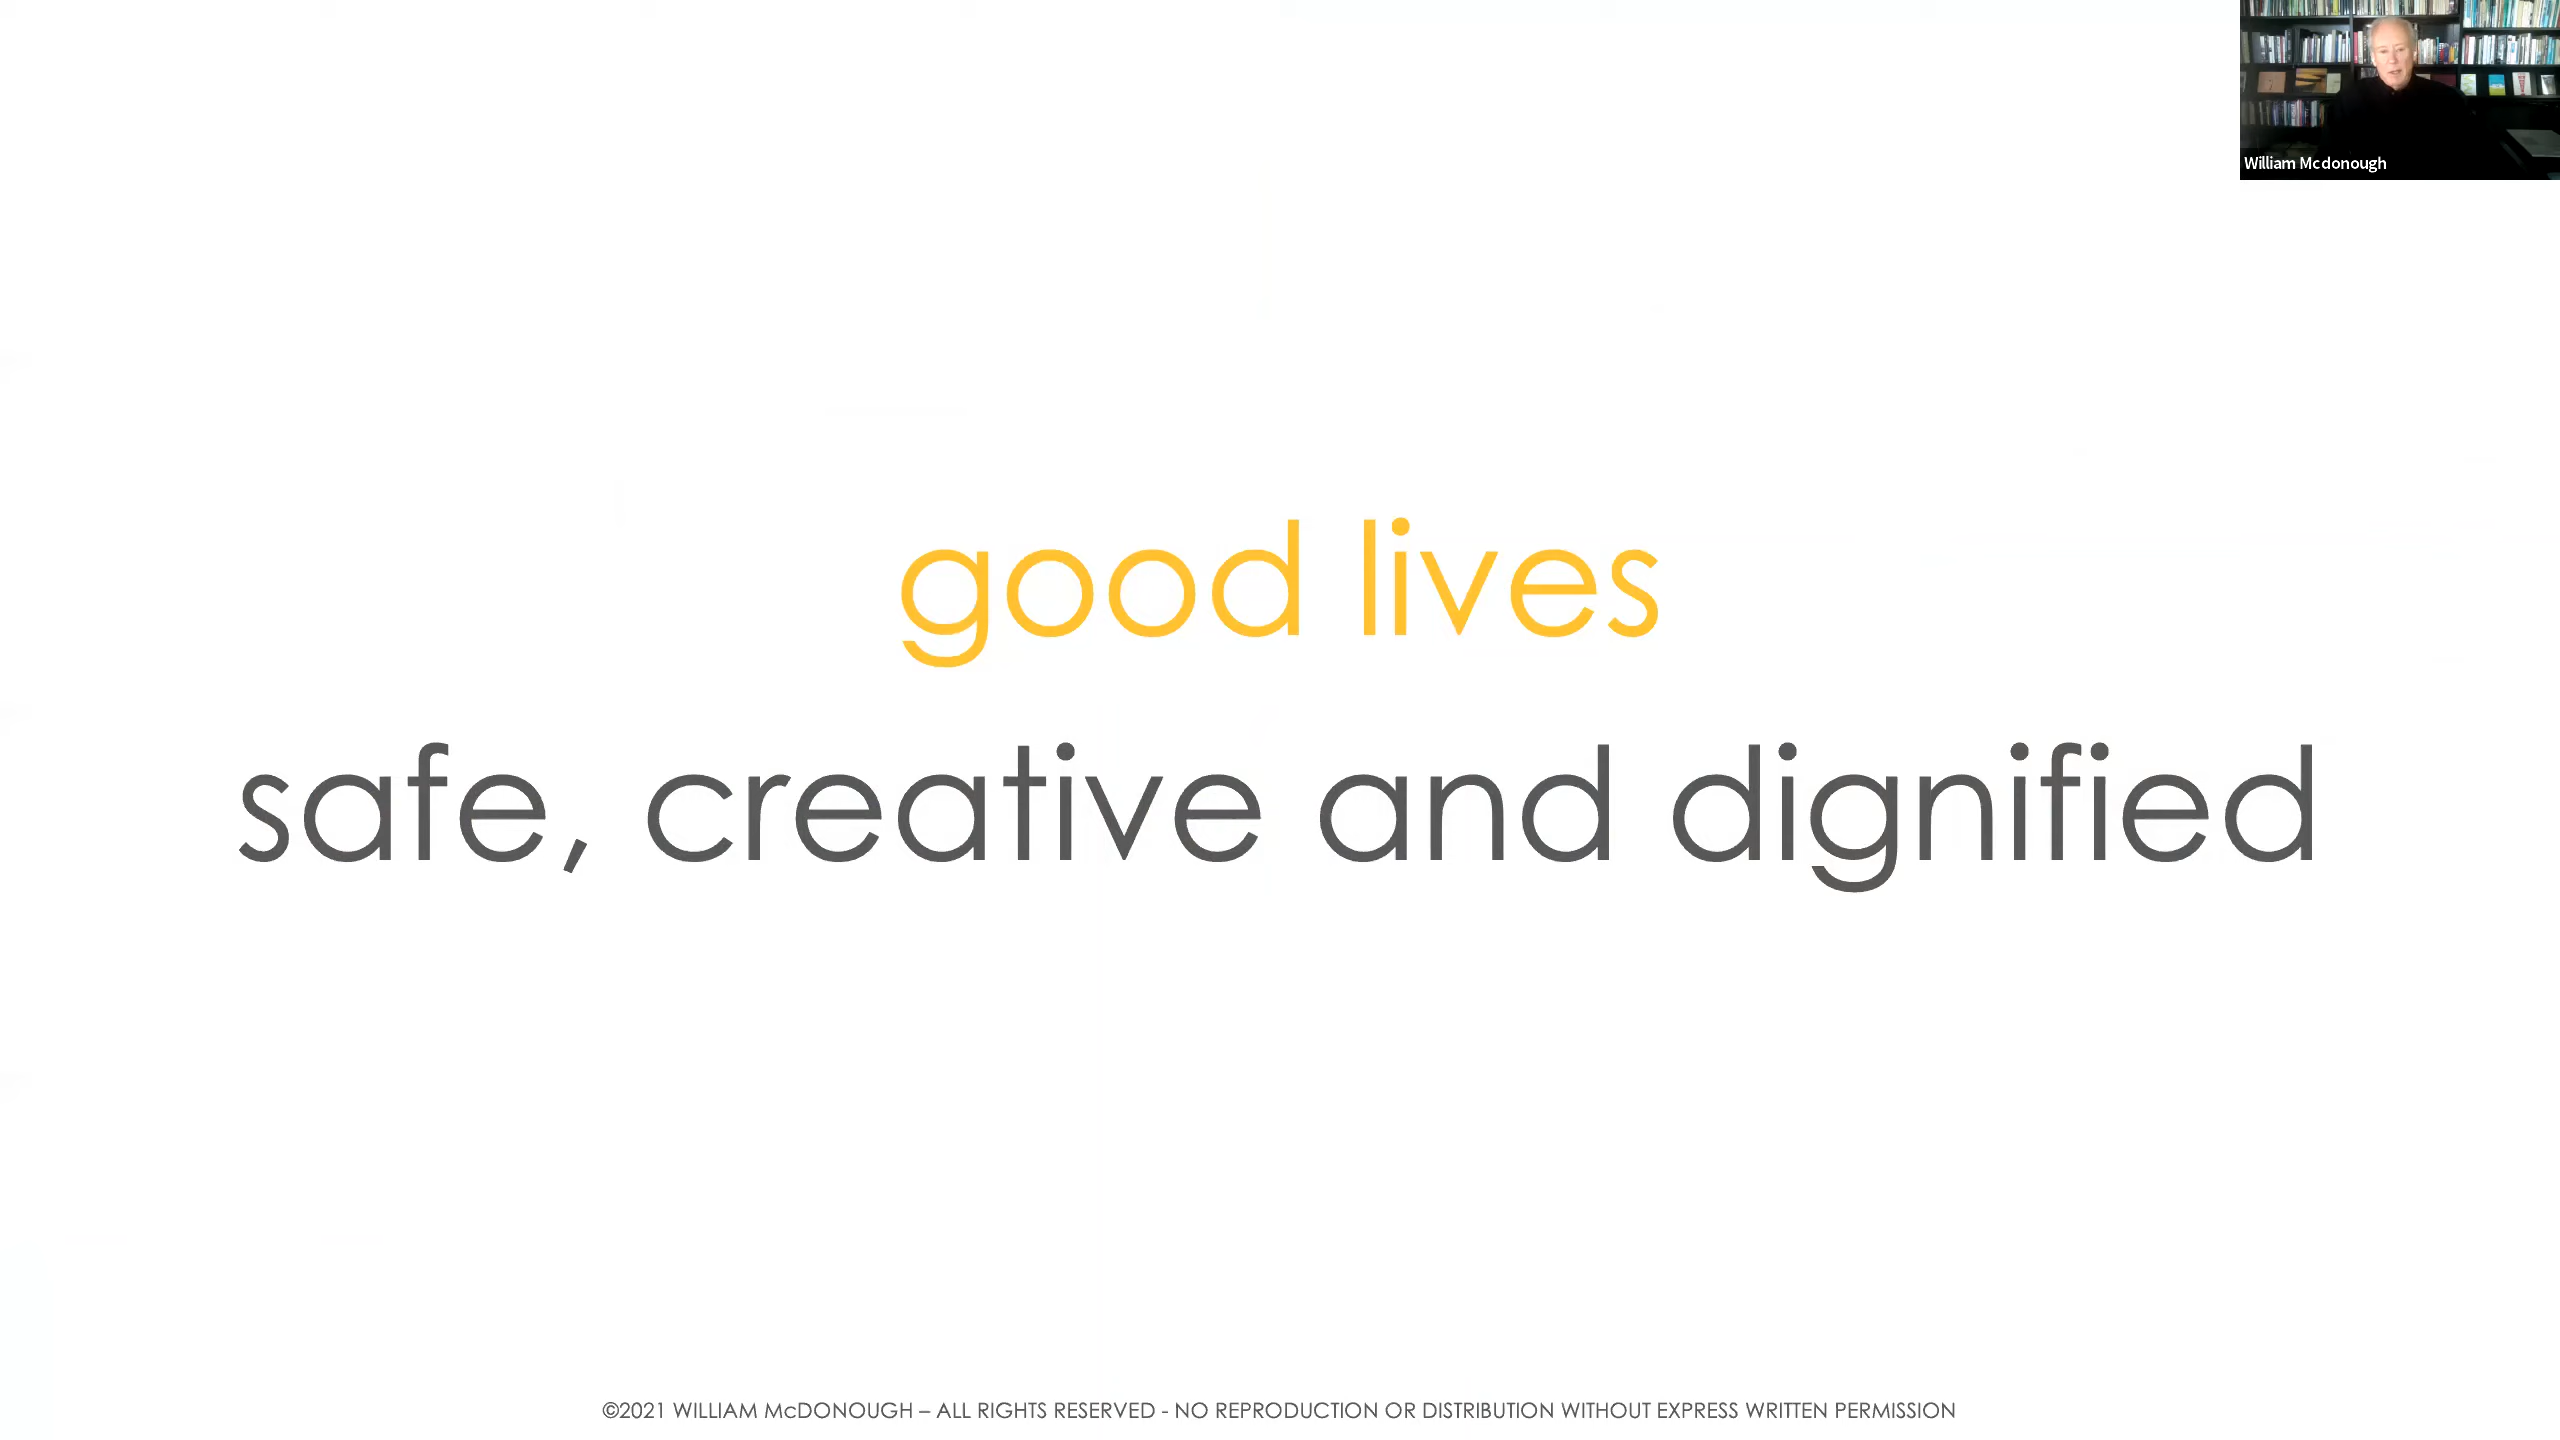 William Mcdonough
good lives
safe, creative and dignified
©2021 WILLIAM McDONOUGH – ALL RIGHTS RESERVED - NO REPRODUCTION OR DISTRIBUTION WITHOUT EXPRESS WRITTEN PERMISSION